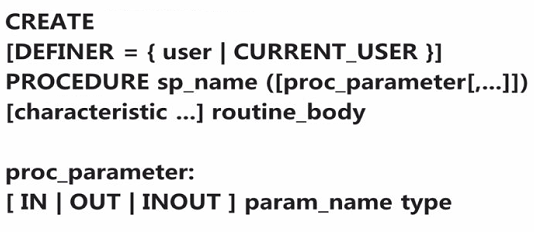 CREATE
[DEFINER = { user | CURRENT_USER }]
PROCEDURE sp_name ([proc_parameter[,...]])
[characteristic ...] routine_body
proc_parameter:
[ IN | OUT | INOUT ] param_name type